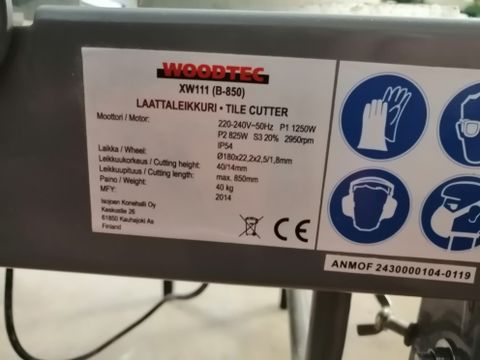 WOODTEC
XW111 (B-850)
LAATTALEIKKURI • TILE CUTTER
Moottori / Motor: 220-240V~50Hz P1 1250W
P2 825W S3 20% 2950rpm
IP54
Laikka / Wheel: Ø180x22,2x2,5/1,8mm
Leikkuukorkeus / Cutting height: 40/14mm
Leikkuupituus / Cutting length: max. 850mm
Paino / Weight: 40 kg
MFY: 2014
Isojoen Konehalli Oy
Keskustie 26
61850 Kauhajoki As
Finland
CE
ANMOF 2430000104-0119